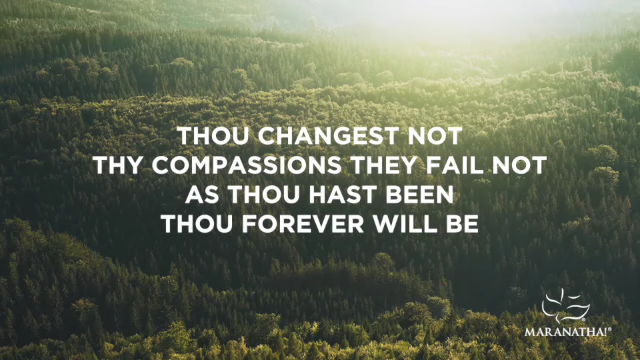 THOU CHANGEST NOT
THY COMPASSIONS THEY FAIL NOT
AS THOU HAST BEEN
THOU FOREVER WILL BE
MARANATHA!®